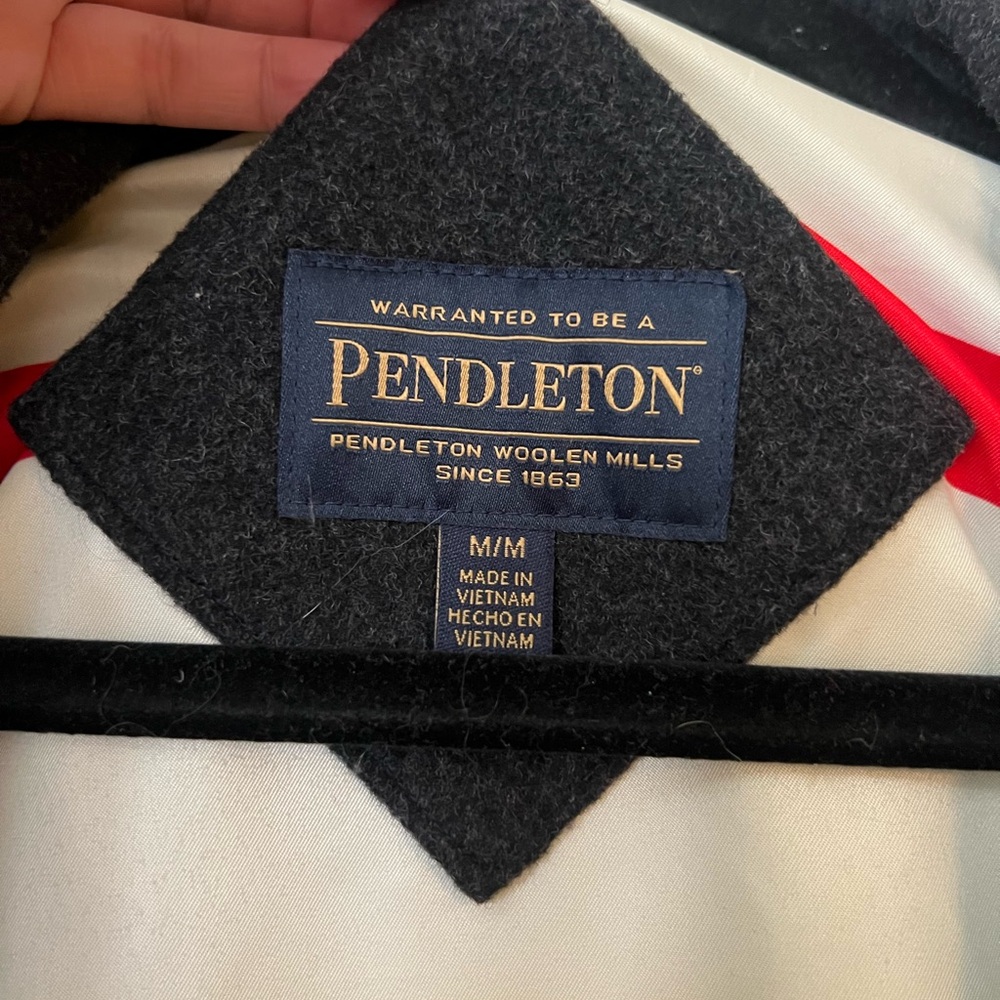 WARRANTED TO BE A
PENDLETON®
PENDLETON WOOLEN MILLS
SINCE 1863
M/M
MADE IN
VIETNAM
HECHO EN
VIETNAM